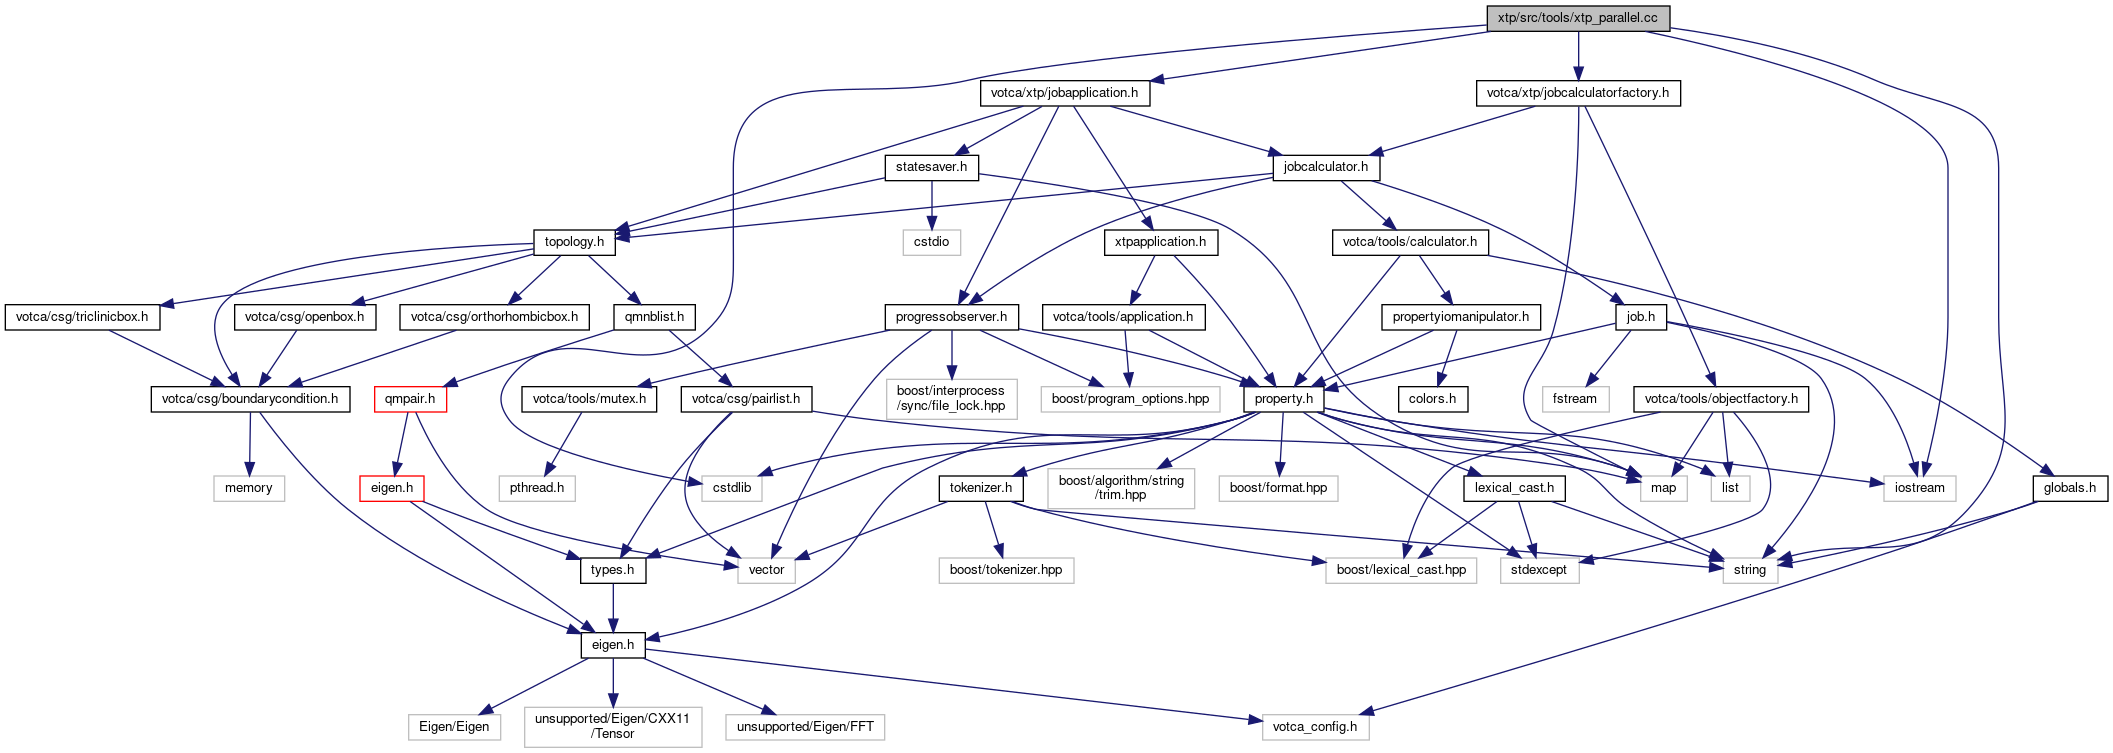 xtp/src/tools/xtp_parallel.cc
votca/xtp/jobapplication.h
votca/xtp/jobcalculatorfactory.h
statesaver.h
jobcalculator.h
topology.h
cstdio
xtpapplication.h
votca/tools/calculator.h
votca/csg/triclinicbox.h
votca/csg/openbox.h
votca/csg/orthorhombicbox.h
qmnblist.h
progressobserver.h
votca/tools/application.h
propertyiomanipulator.h
job.h
votca/csg/boundarycondition.h
qmpair.h
votca/tools/mutex.h
votca/csg/pairlist.h
boost/interprocess
/sync/file_lock.hpp
boost/program_options.hpp
property.h
colors.h
fstream
votca/tools/objectfactory.h
memory
eigen.h
pthread.h
cstdlib
tokenizer.h
boost/algorithm/string
/trim.hpp
boost/format.hpp
lexical_cast.h
map
list
iostream
globals.h
types.h
vector
boost/tokenizer.hpp
boost/lexical_cast.hpp
stdexcept
string
eigen.h
Eigen/Eigen
unsupported/Eigen/CXX11
/Tensor
unsupported/Eigen/FFT
votca_config.h